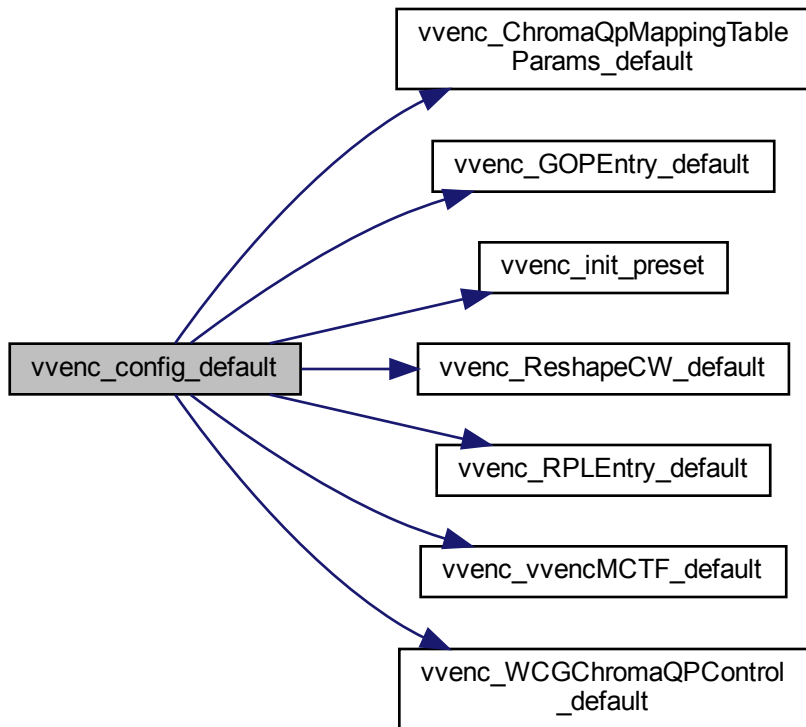 vvenc_ChromaQpMappingTable
Params_default
vvenc_GOPEntry_default
vvenc_init_preset
vvenc_config_default
vvenc_ReshapeCW_default
vvenc_RPLEntry_default
vvenc_vvencMCTF_default
vvenc_WCGChromaQPControl
_default